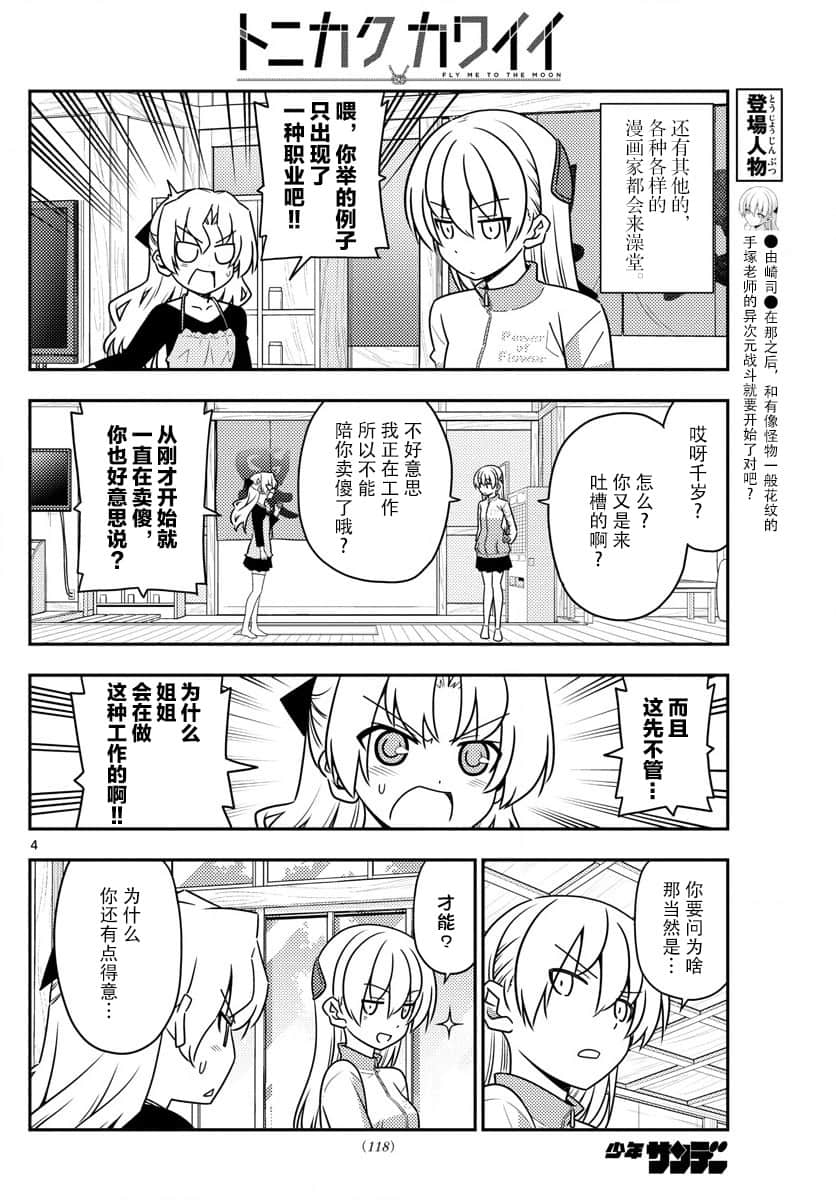 トニカクカワイイ
FLY ME TO THE MOON
登場人物
とうじょうじんぶつ
●由崎司●在那之后，和有像怪物一般花纹的
手塚老师的异次元战斗就要开始了对吧？
还有其他的，
各种各样的
漫画家都会来澡堂。
Power
of
Flower
喂，你举的例子
只出现了
一种职业吧!!
哎呀千岁？
怎么？
你又是来
吐槽的啊？
不好意思
我正在工作
所以不能
陪你卖傻了哦？
从刚才开始就
一直在卖傻，
你也好意思说？
而且
这先不管…
为什么
姐姐
会在做
这种工作的啊!!
4
你要问为啥
那当然是…
才能？
为什么
你还有点得意…
(118)
少年サンデー